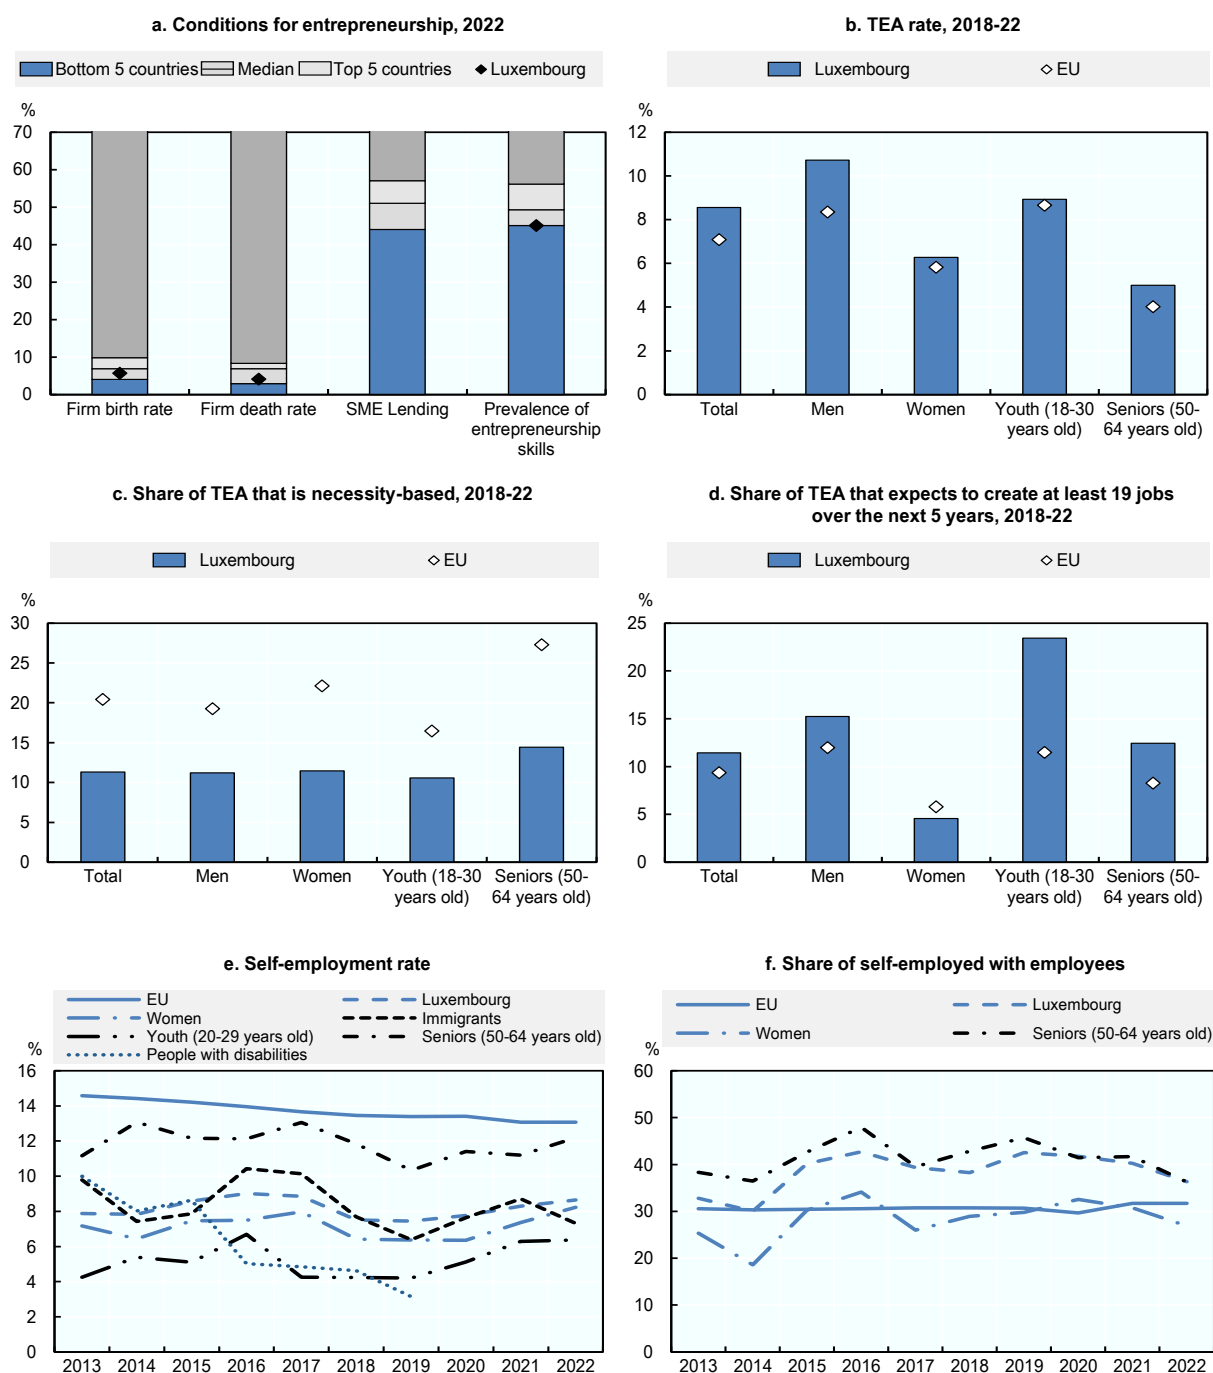 a. Conditions for entrepreneurship, 2022
Bottom 5 countries Median Top 5 countries Luxembourg
%
70
60
50
40
30
20
10
0
Firm birth rate Firm death rate SME Lending Prevalence of
entrepreneurship
skills
b. TEA rate, 2018-22
Luxembourg EU
%
12
10
8
6
4
2
0
Total Men Women Youth (18-30 Seniors (50-
years old) 64 years old)
c. Share of TEA that is necessity-based, 2018-22
Luxembourg EU
%
30
25
20
15
10
5
0
Total Men Women Youth (18-30 Seniors (50-
years old) 64 years old)
d. Share of TEA that expects to create at least 19 jobs
over the next 5 years, 2018-22
Luxembourg EU
%
25
20
15
10
5
0
Total Men Women Youth (18-30 Seniors (50-
years old) 64 years old)
e. Self-employment rate
EU Luxembourg
Women Immigrants
Youth (20-29 years old) Seniors (50-64 years old)
People with disabilities
%
16
14
12
10
8
6
4
2
0
2013 2014 2015 2016 2017 2018 2019 2020 2021 2022
f. Share of self-employed with employees
EU Luxembourg
Women Seniors (50-64 years old)
%
60
50
40
30
20
10
0
2013 2014 2015 2016 2017 2018 2019 2020 2021 2022